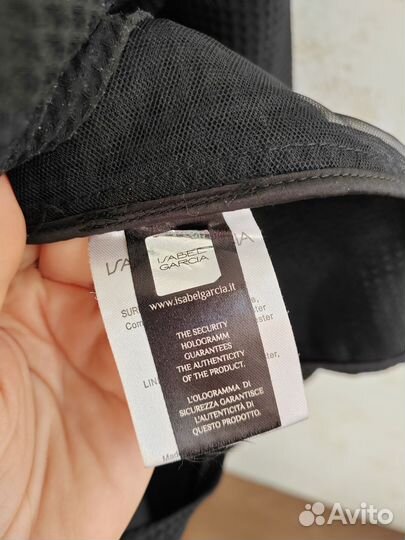 ISABEL
GARCIA
www.isabelgarcia.it
THE SECURITY
HOLOGRAMM
GUARANTEES
THE AUTHENTICITY
OF THE PRODUCT.
L'OLOGRAMMA DI
SICUREZZA GARANTISCE
L'AUTENTICITÀ DI
QUESTO PRODOTTO.
Avito